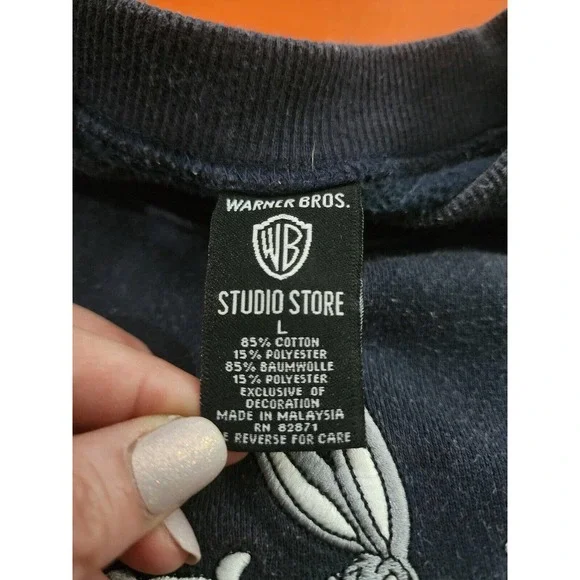 WARNER BROS.
WB
STUDIO STORE
L
85% COTTON
15% POLYESTER
85% BAUMWOLLE
15% POLYESTER
EXCLUSIVE OF
DECORATION
MADE IN MALAYSIA
RN 82871
E REVERSE FOR CARE